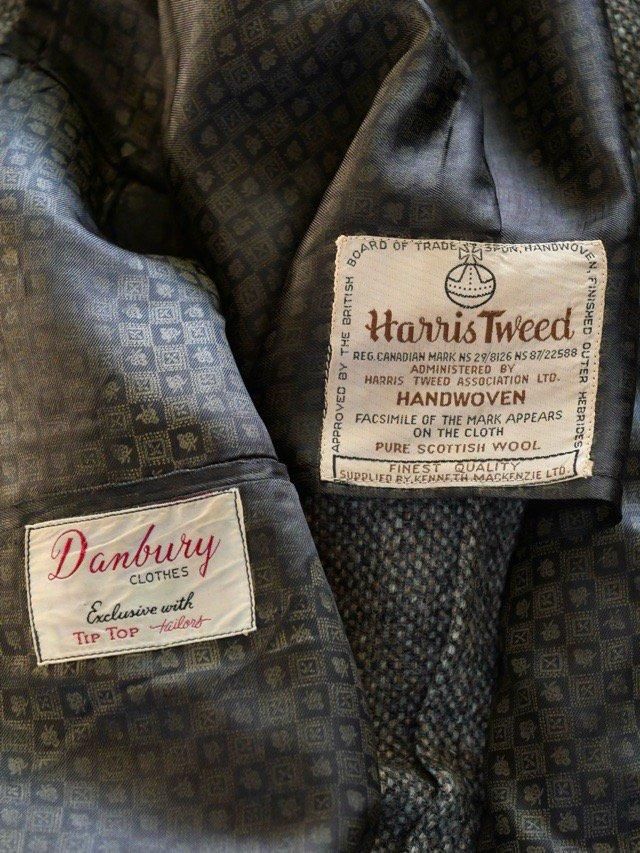 APPROVED BY THE BRITISH BOARD OF TRADE SPUN, HANDWOVEN, FINISHED OUTER HEBRIDES
Harris Tweed
REG. CANADIAN MARK NS 29/8126 NS 87/22588
ADMINISTERED BY
HARRIS TWEED ASSOCIATION LTD.
HANDWOVEN
FACSIMILE OF THE MARK APPEARS
ON THE CLOTH
PURE SCOTTISH WOOL
FINEST QUALITY
SUPPLIED BY KENNETH MACKENZIE LTD.
Danbury
CLOTHES
Exclusive with
TIP TOP tailors